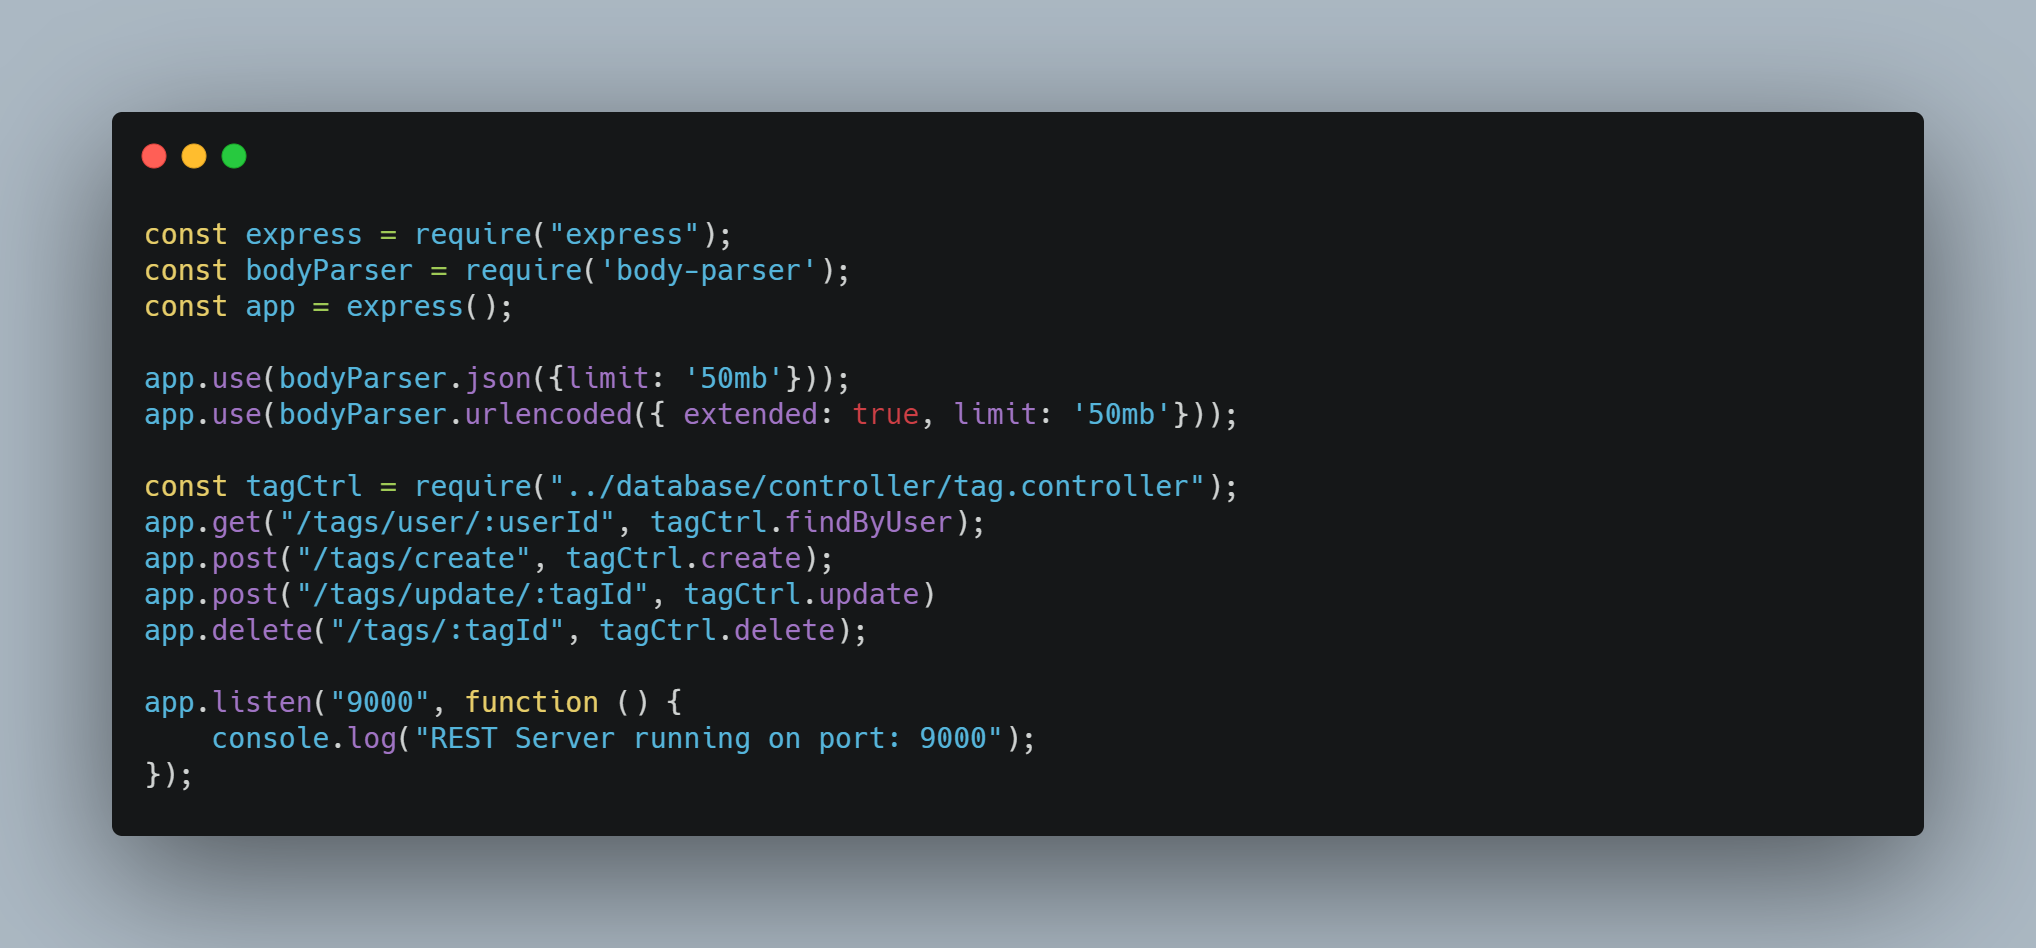 const express = require("express");
const bodyParser = require('body-parser');
const app = express();

app.use(bodyParser.json({limit: '50mb'}));
app.use(bodyParser.urlencoded({ extended: true, limit: '50mb'}));

const tagCtrl = require("../database/controller/tag.controller");
app.get("/tags/user/:userId", tagCtrl.findByUser);
app.post("/tags/create", tagCtrl.create);
app.post("/tags/update/:tagId", tagCtrl.update)
app.delete("/tags/:tagId", tagCtrl.delete);

app.listen("9000", function () {
    console.log("REST Server running on port: 9000");
});